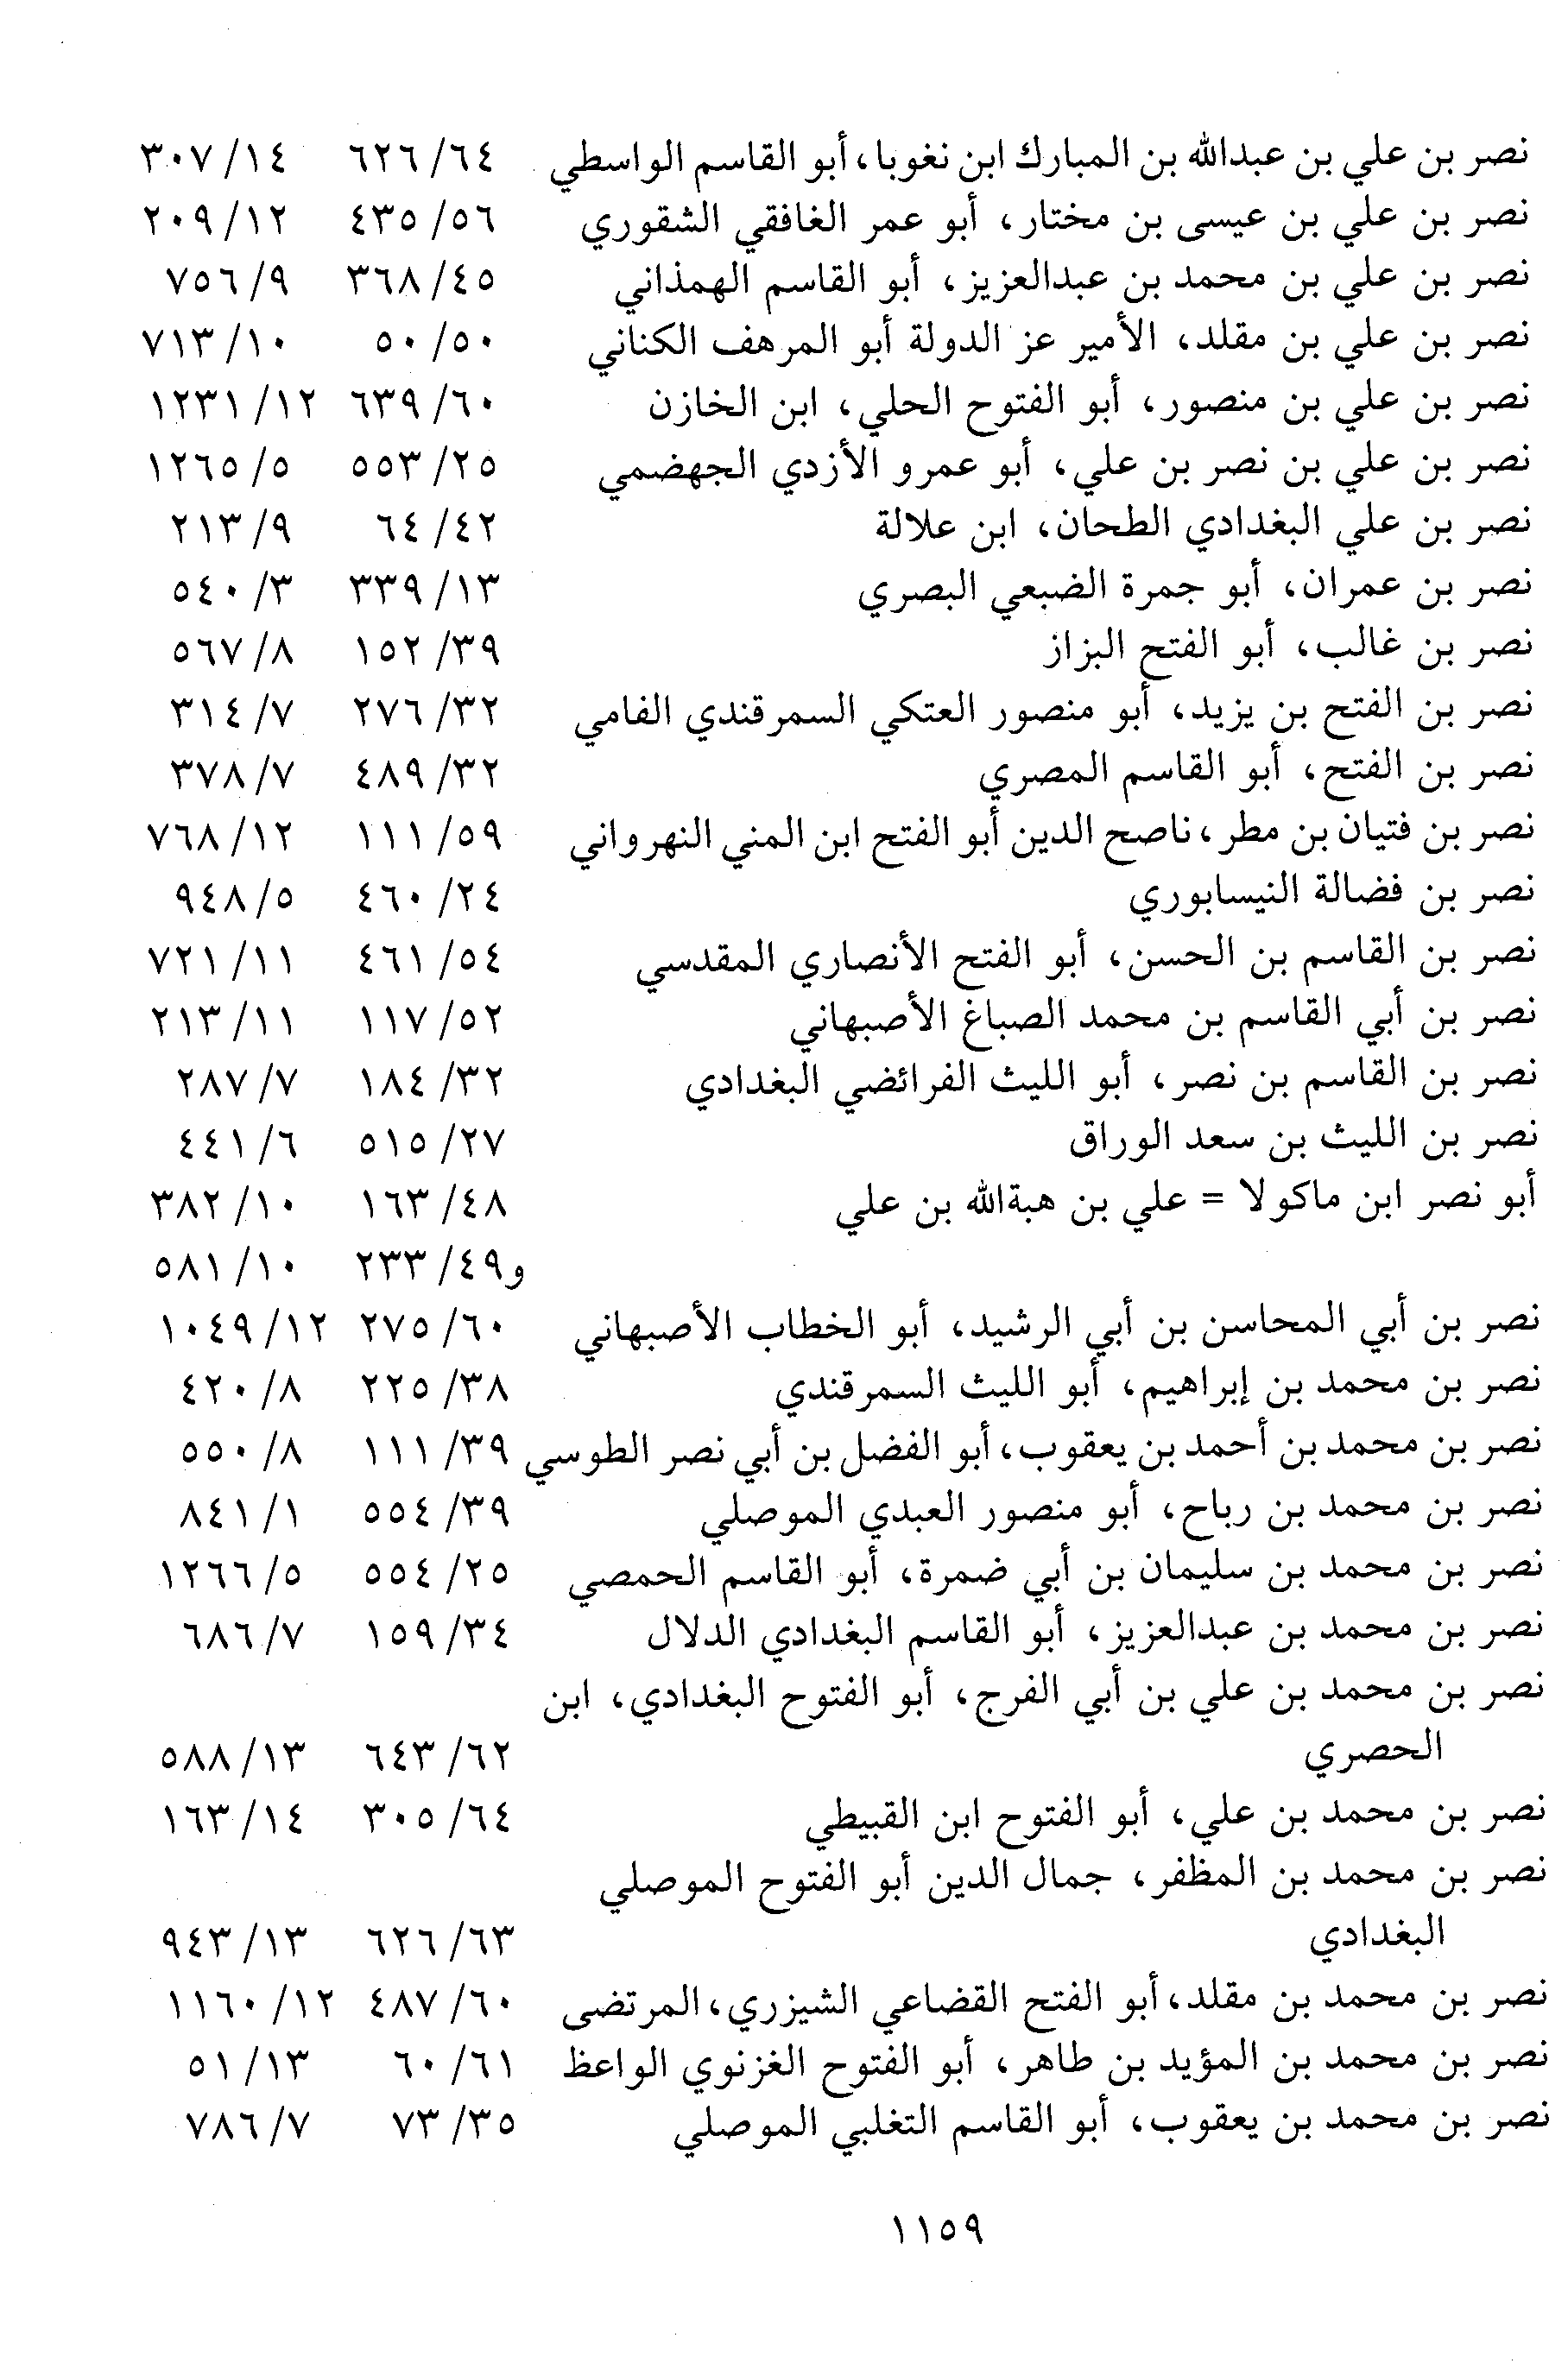 نصر بن علي بن عبدالله بن المبارك ابن نغوبا، أبو القاسم الواسطي ٦٢٦/٦٤ ٣٠٧/١٤
نصر بن علي بن عيسى بن مختار، أبو عمر الغافقي الشقوري ٤٣٥/٥٦ ٢٠٩/١٢
نصر بن علي بن محمد بن عبدالعزيز، أبو القاسم الهمذاني ٣٦٨/٤٥ ٧٥٦/٩
نصر بن علي بن مقلد، الأمير عز الدولة أبو المرهف الكناني ٥٠/٥٠ ٧١٣/١٠
نصر بن علي بن منصور، أبو الفتوح الحلي، ابن الخازن ٦٣٩/٦٠ ١٢٣١/١٢
نصر بن علي بن نصر بن علي، أبو عمرو الأزدي الجهضمي ٥٥٣/٢٥ ١٢٦٥/٥
نصر بن علي البغدادي الطحان، ابن علالة ٦٤/٤٢ ٢١٣/٩
نصر بن عمران، أبو جمرة الضبعي البصري ٣٣٩/١٣ ٥٤٠/٣
نصر بن غالب، أبو الفتح البزاز ١٥٢/٣٩ ٥٦٧/٨
نصر بن الفتح بن يزيد، أبو منصور العتكي السمرقندي الفامي ٢٧٦/٣٢ ٣١٤/٧
نصر بن الفتح، أبو القاسم المصري ٤٨٩/٣٢ ٣٧٨/٧
نصر بن فتيان بن مطر، ناصح الدين أبو الفتح ابن المني النهرواني ١١١/٥٩ ٧٦٨/١٢
نصر بن فضالة النيسابوري ٤٦٠/٢٤ ٩٤٨/٥
نصر بن القاسم بن الحسن، أبو الفتح الأنصاري المقدسي ٤٦١/٥٤ ٧٢١/١١
نصر بن أبي القاسم بن محمد الصباغ الأصبهاني ١١٧/٥٢ ٢١٣/١١
نصر بن القاسم بن نصر، أبو الليث الفرائضي البغدادي ١٨٤/٣٢ ٢٨٧/٧
نصر بن الليث بن سعد الوراق ٥١٥/٢٧ ٤٤١/٦
أبو نصر ابن ماكولا = علي بن هبةالله بن علي ١٦٣/٤٨ ٣٨٢/١٠
و٢٣٣/٤٩ ٥٨١/١٠
نصر بن أبي المحاسن بن أبي الرشيد، أبو الخطاب الأصبهاني ٢٧٥/٦٠ ١٠٤٩/١٢
نصر بن محمد بن إبراهيم، أبو الليث السمرقندي ٢٢٥/٣٨ ٤٢٠/٨
نصر بن محمد بن أحمد بن يعقوب، أبو الفضل بن أبي نصر الطوسي ١١١/٣٩ ٥٥٠/٨
نصر بن محمد بن رباح، أبو منصور العبدي الموصلي ٥٥٤/٣٩ ٨٤١/١
نصر بن محمد بن سليمان بن أبي ضمرة، أبو القاسم الحمصي ٥٥٤/٢٥ ١٢٦٦/٥
نصر بن محمد بن عبدالعزيز، أبو القاسم البغدادي الدلال ١٥٩/٣٤ ٦٨٦/٧
نصر بن محمد بن علي بن أبي الفرج، أبو الفتوح البغدادي، ابن
الحصري ٦٤٣/٦٢ ٥٨٨/١٣
نصر بن محمد بن علي، أبو الفتوح ابن القبيطي ٣٠٥/٦٤ ١٦٣/١٤
نصر بن محمد بن المظفر، جمال الدين أبو الفتوح الموصلي
البغدادي ٦٢٦/٦٣ ٩٤٣/١٣
نصر بن محمد بن مقلد، أبو الفتح القضاعي الشيزري، المرتضى ٤٨٧/٦٠ ١١٦٠/١٢
نصر بن محمد بن المؤيد بن طاهر، أبو الفتوح الغزنوي الواعظ ٦٠/٦١ ٥١/١٣
نصر بن محمد بن يعقوب، أبو القاسم التغلبي الموصلي ٧٣/٣٥ ٧٨٦/٧
١١٥٩